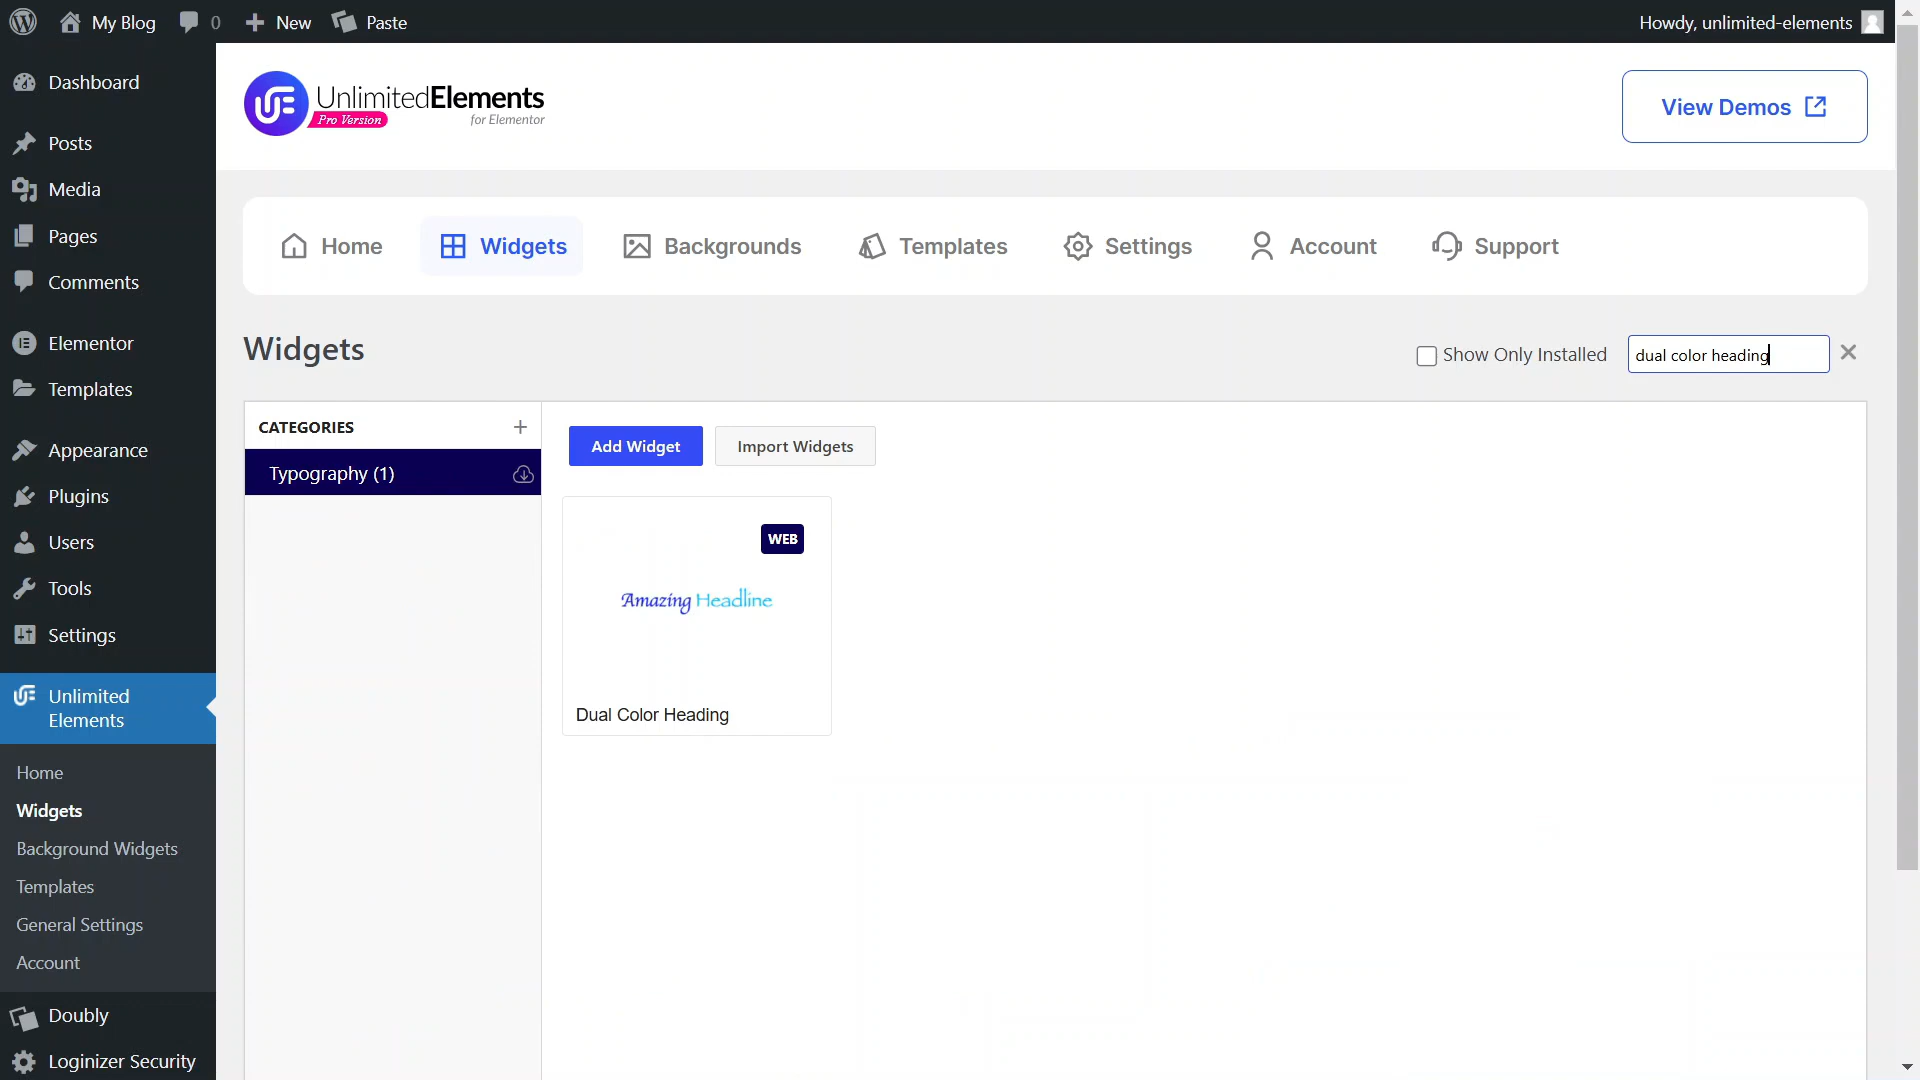 My Blog
0
New
Paste
Howdy, unlimited-elements
Dashboard
Posts
Media
Pages
Comments
Elementor
Templates
Appearance
Plugins
Users
Tools
Settings
Unlimited
Elements
Home
Widgets
Background Widgets
Templates
General Settings
Account
Doubly
Loginizer Security
UnlimitedElements
Pro Version
for Elementor
View Demos
Home
Widgets
Backgrounds
Templates
Settings
Account
Support
Widgets
Show Only Installed
dual color heading
CATEGORIES
Typography (1)
Add Widget
Import Widgets
WEB
Amazing Headline
Dual Color Heading